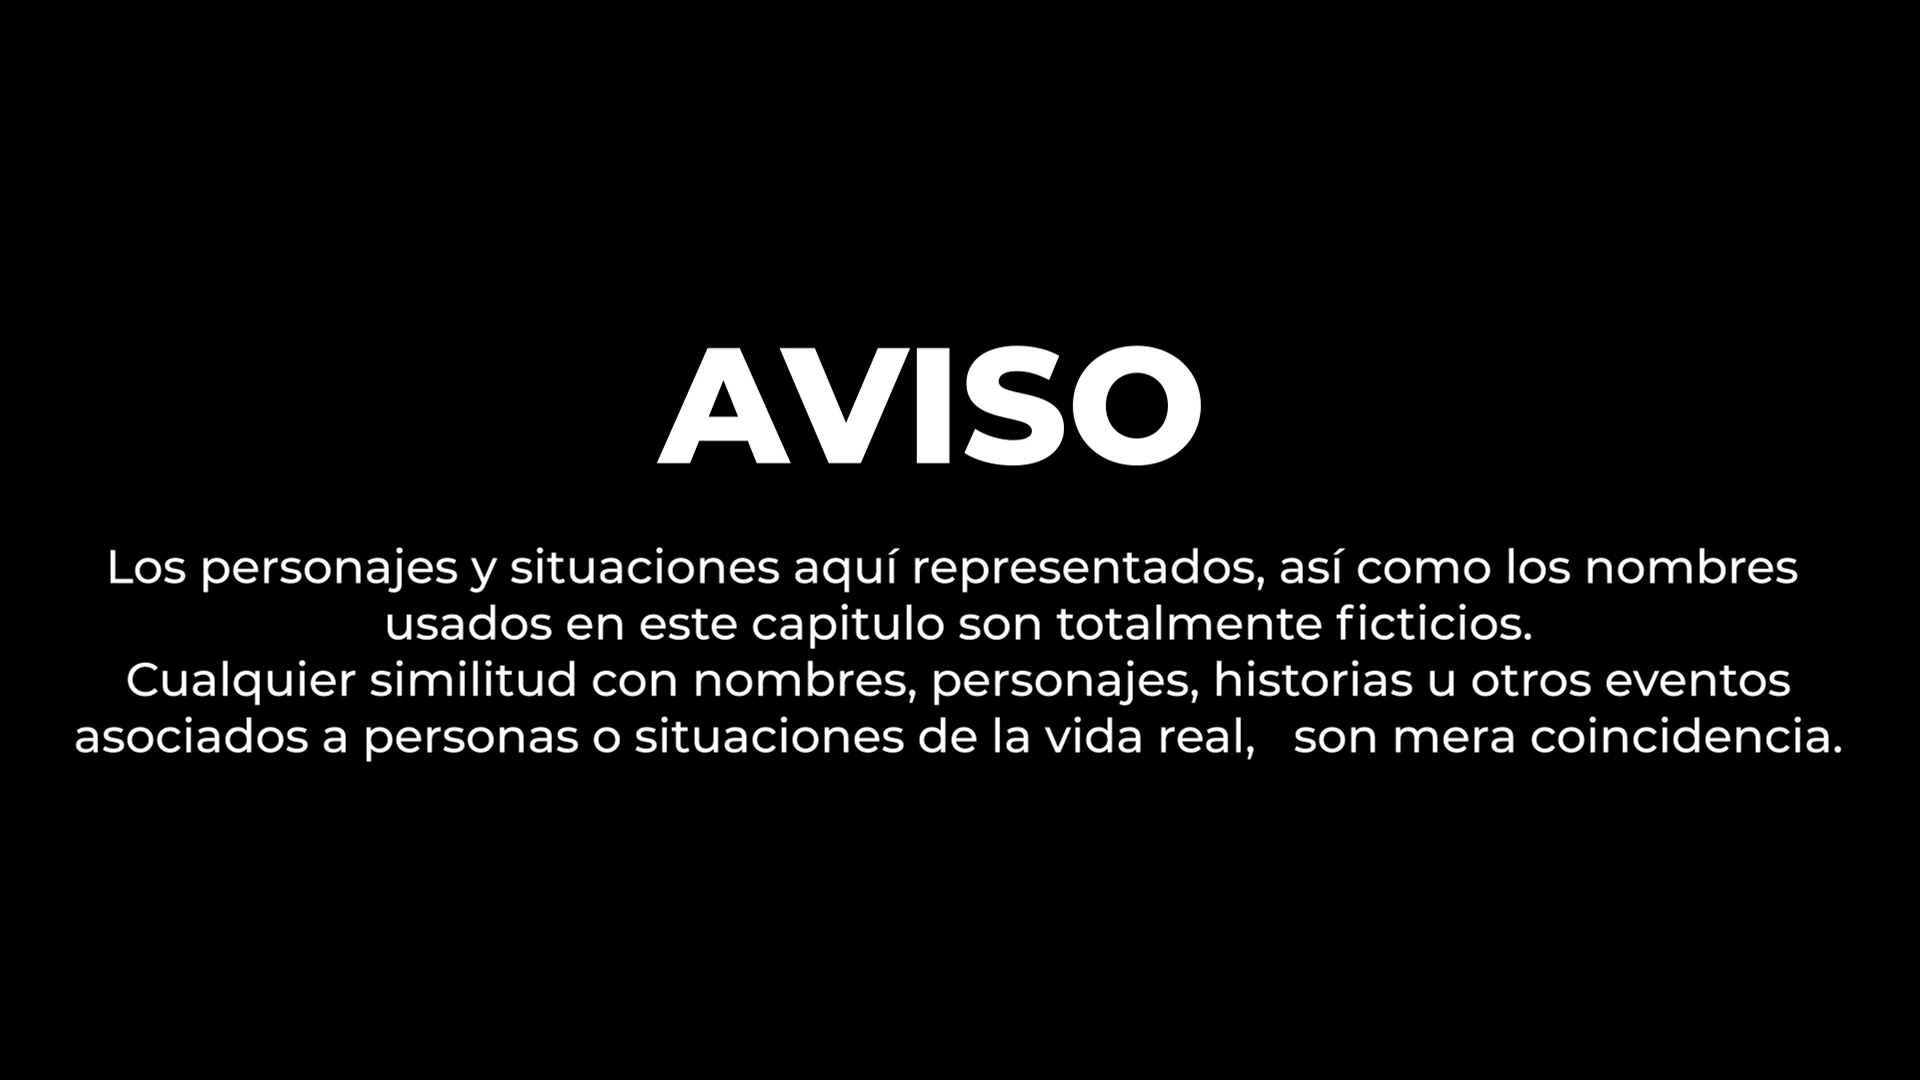 AVISO
Los personajes y situaciones aquí representados, así como los nombres
usados en este capitulo son totalmente ficticios.
Cualquier similitud con nombres, personajes, historias u otros eventos
asociados a personas o situaciones de la vida real,   son mera coincidencia.